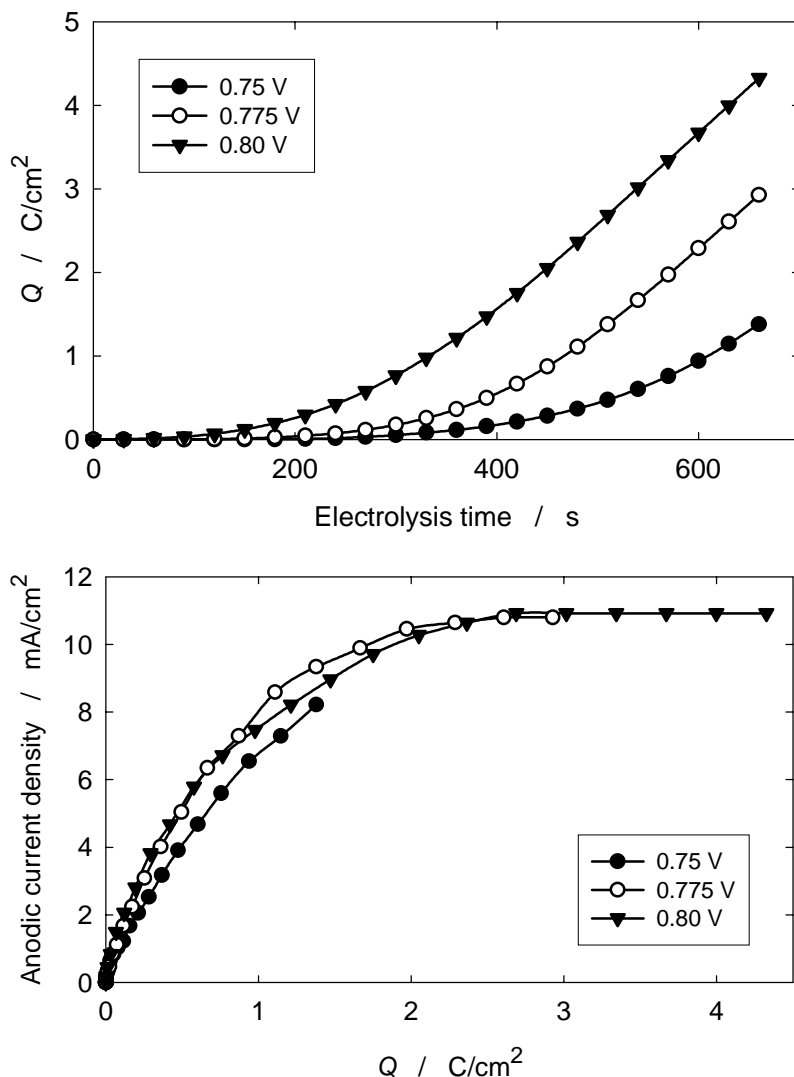 5
4
3
2
1
0
Q / C/cm²
0.75 V
0.775 V
0.80 V
0 200 400 600
Electrolysis time / s
12
10
8
6
4
2
0
Anodic current density / mA/cm²
0.75 V
0.775 V
0.80 V
0 1 2 3 4
Q / C/cm²